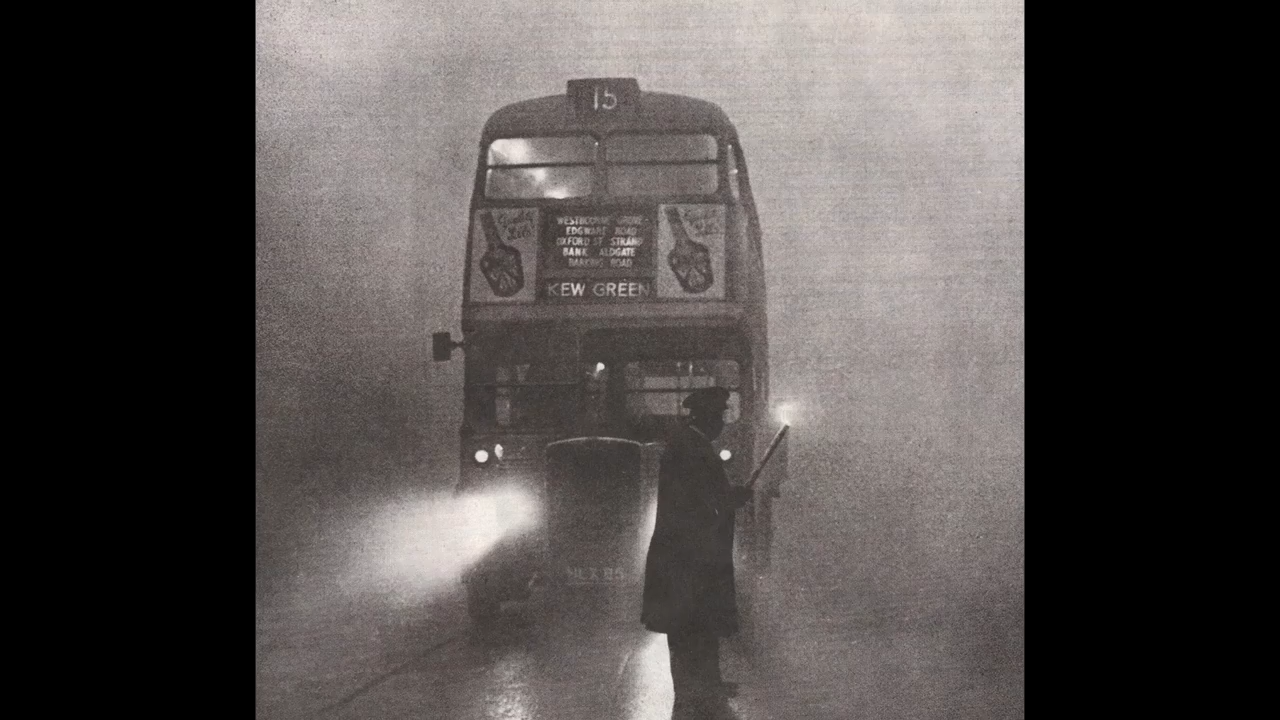 15
WESTBOURNE GROVE
EDGWARE ROAD
OXFORD ST STRAND
BANK ALDGATE
BARKING ROAD
KEW GREEN